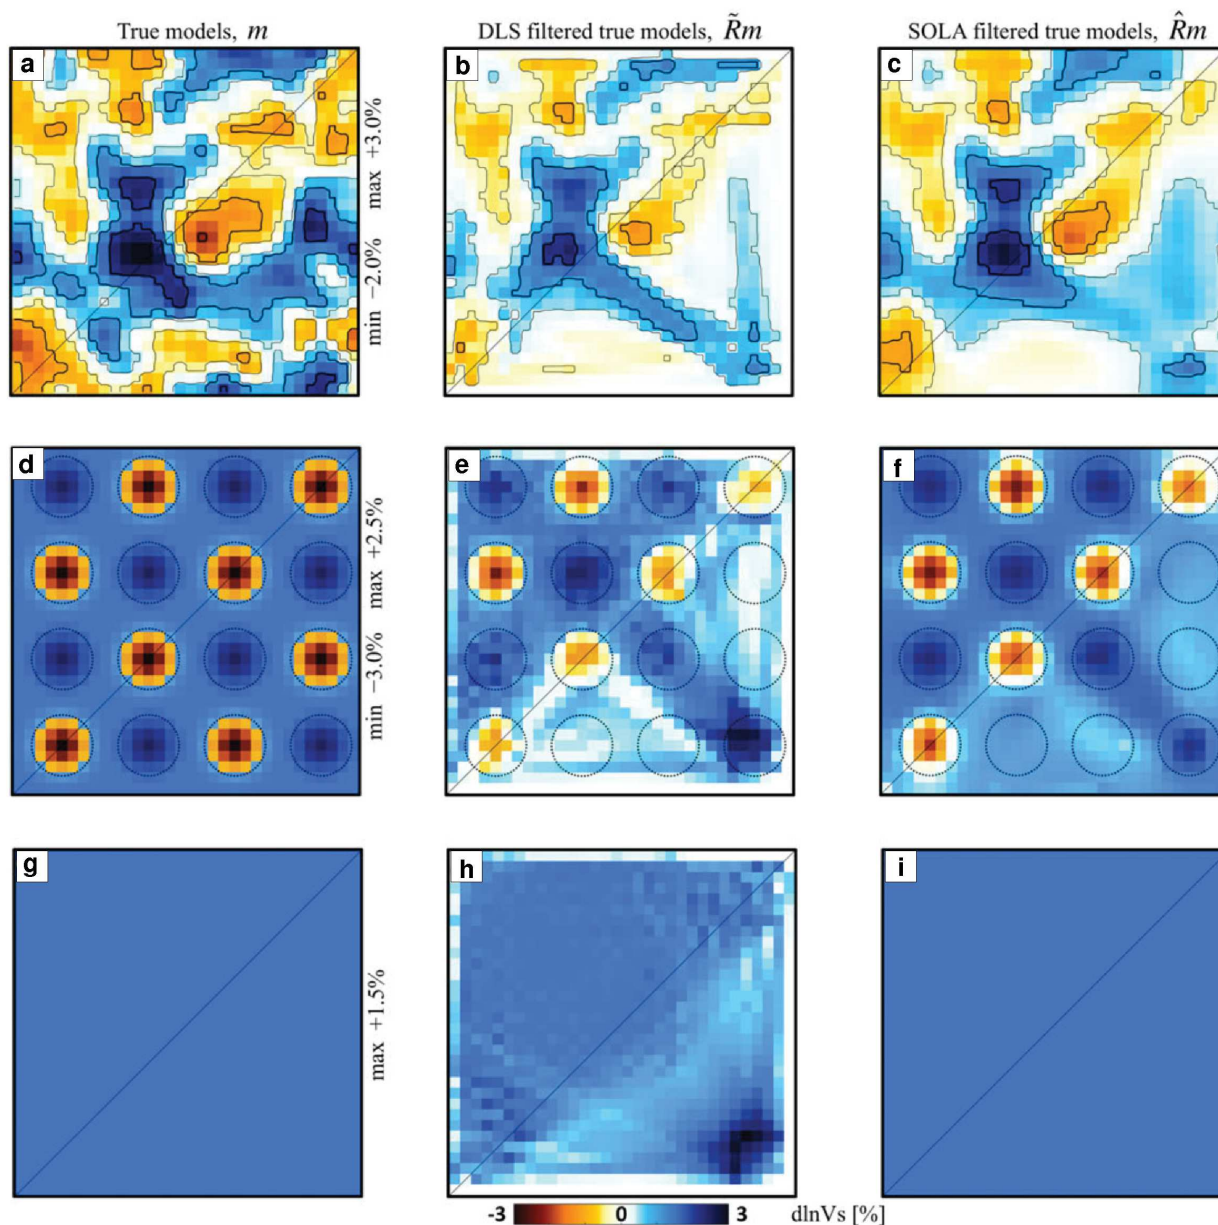 True models, m
DLS filtered true models, R̃m
SOLA filtered true models, R̂m
a
b
c
min −2.0% max +3.0%
d
e
f
min −3.0% max +2.5%
g
h
i
max +1.5%
-3 0 3 dlnVs [%]